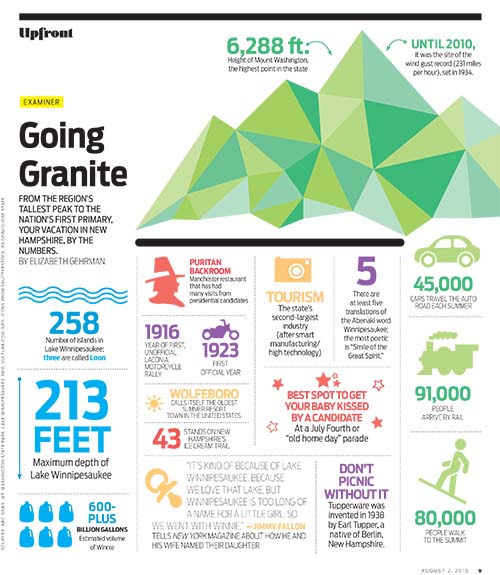 Upfront
6,288 ft:
Height of Mount Washington,
the highest point in the state
UNTIL 2010,
it was the site of the
wind gust record (231 miles
per hour), set in 1934.
EXAMINER
Going
Granite
FROM THE REGION'S
TALLEST PEAK TO THE
NATION'S FIRST PRIMARY,
YOUR VACATION IN NEW
HAMPSHIRE, BY THE
NUMBERS.
BY ELIZABETH GEHRMAN
258
Number of islands in
Lake Winnipesaukee;
three are called Loon
213
FEET
Maximum depth of
Lake Winnipesaukee
600-
PLUS
BILLION GALLONS
Estimated volume
of Winnie
PURITAN
BACKROOM
Manchester restaurant
that has had
many visits from
presidential candidates
1916
YEAR OF FIRST,
UNOFFICIAL
LACONIA
MOTORCYCLE
RALLY
1923
FIRST
OFFICIAL YEAR
WOLFEBORO
CALLS ITSELF THE OLDEST
SUMMER RESORT
TOWN IN THE UNITED STATES
43 STANDS ON NEW
HAMPSHIRE'S
ICE CREAM TRAIL
TOURISM
The state's
second-largest
industry
(after smart
manufacturing/
high technology)
5
There are
at least five
translations of
the Abenaki word
Winnipesaukee;
the most poetic
is "Smile of the
Great Spirit."
BEST SPOT TO GET
YOUR BABY KISSED
BY A CANDIDATE
At a July Fourth or
"old home day" parade
"IT'S KIND OF BECAUSE OF LAKE
WINNIPESAUKEE, BECAUSE
WE LOVE THAT LAKE, BUT
WINNIPESAUKEE IS TOO LONG OF
A NAME FOR A LITTLE GIRL, SO
WE WENT WITH WINNIE." — JIMMY FALLON
TELLS NEW YORK MAGAZINE ABOUT HOW HE AND
HIS WIFE NAMED THEIR DAUGHTER
DON'T
PICNIC
WITHOUT IT
Tupperware was
invented in 1938
by Earl Tupper, a
native of Berlin,
New Hampshire.
45,000
CARS TRAVEL THE AUTO
ROAD EACH SUMMER
91,000
PEOPLE
ARRIVE BY RAIL
80,000
PEOPLE WALK
TO THE SUMMIT
AUGUST 2, 2015